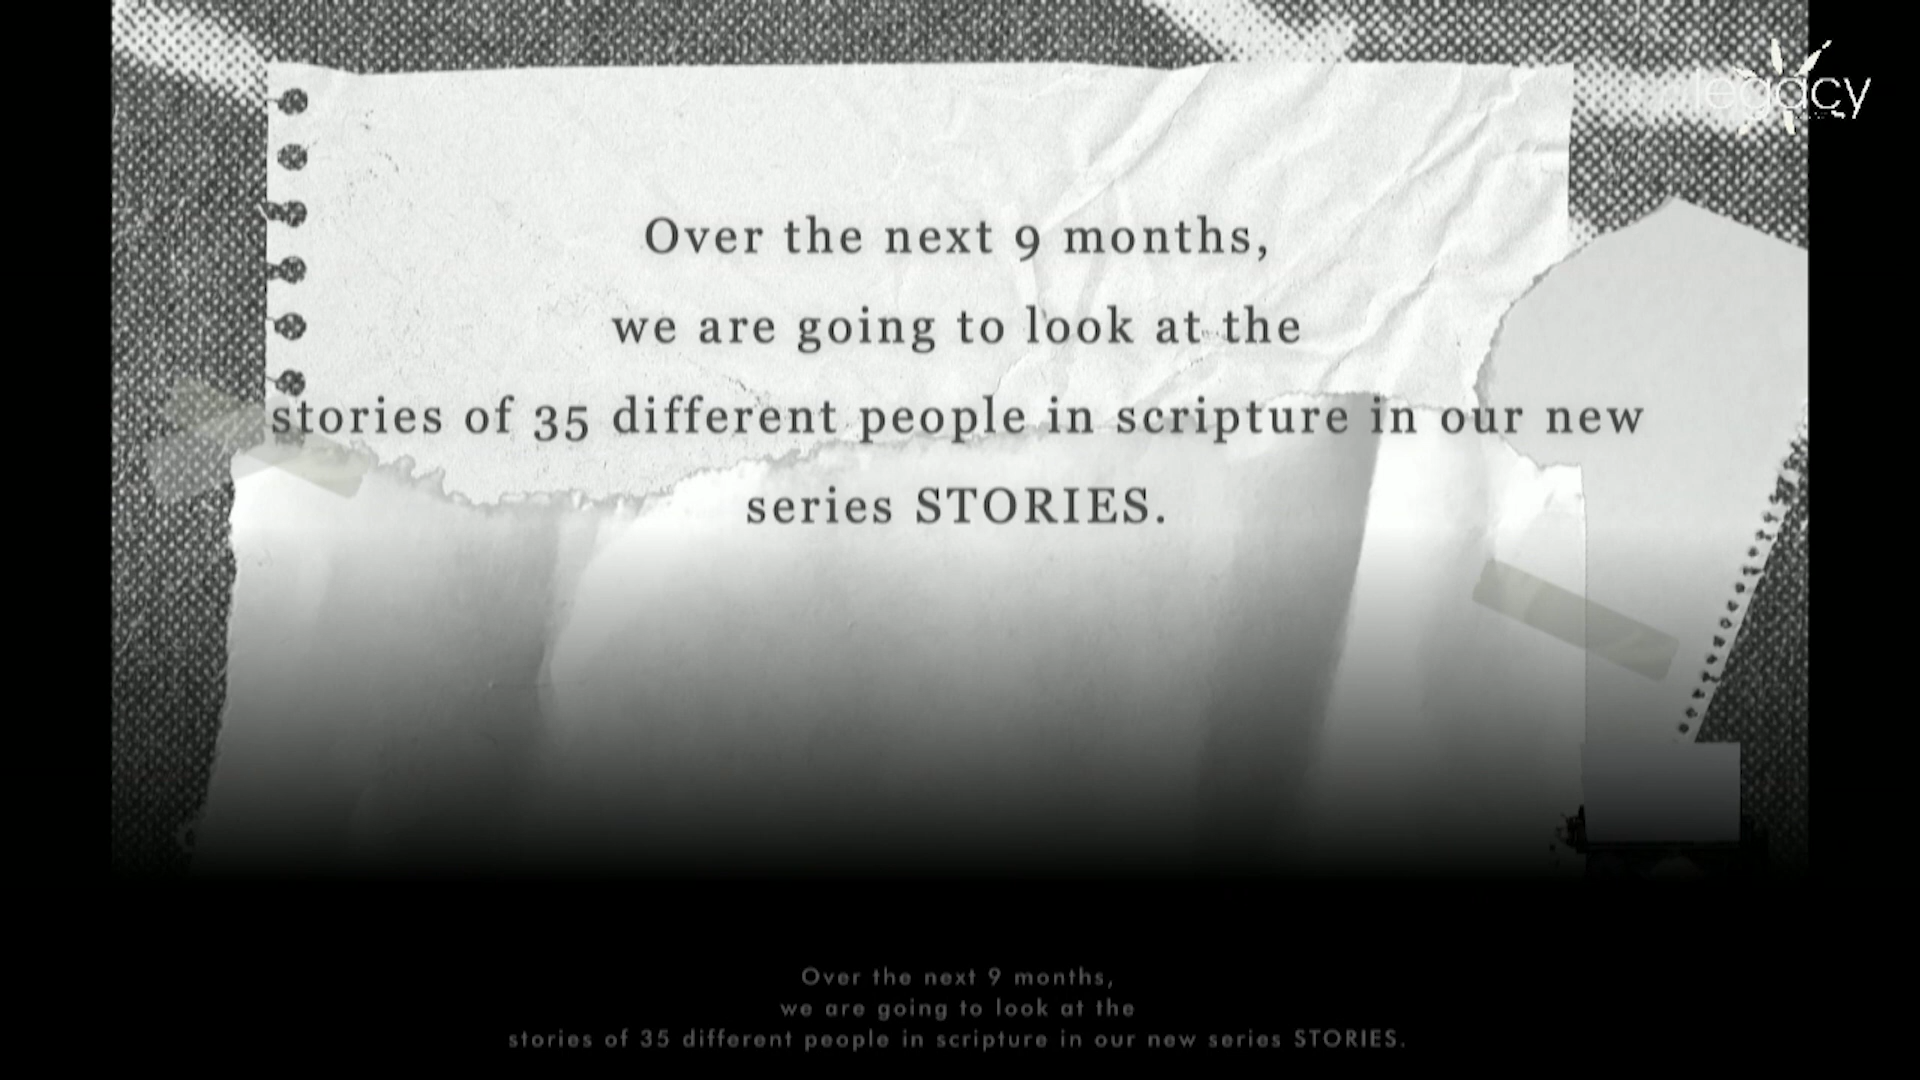 legacy
Over the next 9 months,
we are going to look at the
stories of 35 different people in scripture in our new
series STORIES.
Over the next 9 months,
we are going to look at the
stories of 35 different people in scripture in our new series STORIES.